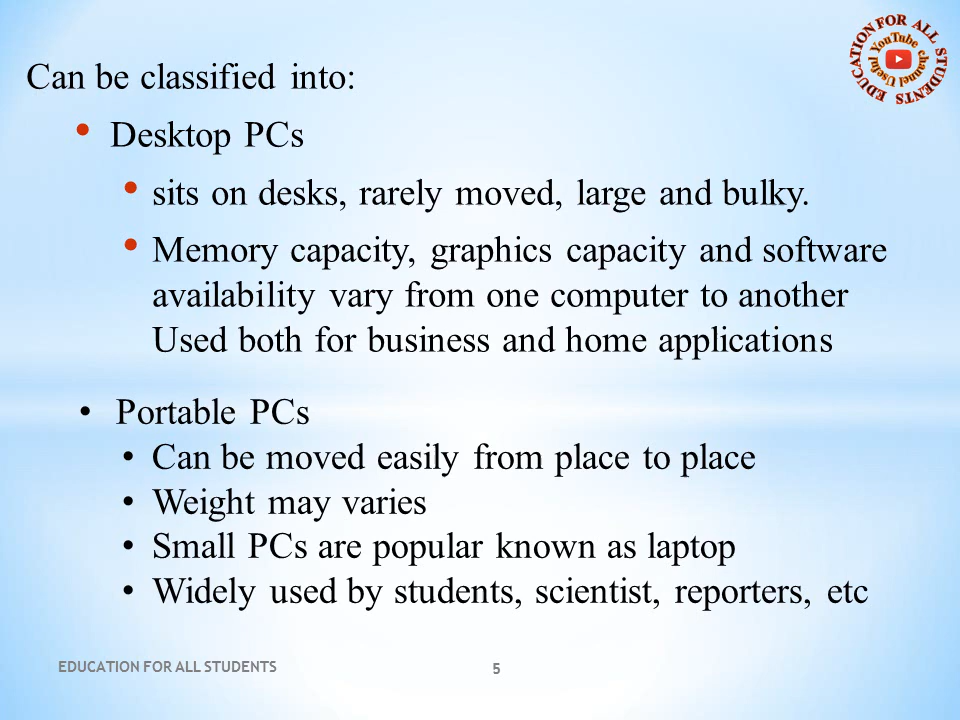 EDUCATION FOR ALL STUDENTS
YouTube channel Useful
Can be classified into:
• Desktop PCs
• sits on desks, rarely moved, large and bulky.
• Memory capacity, graphics capacity and software
availability vary from one computer to another
Used both for business and home applications
• Portable PCs
• Can be moved easily from place to place
• Weight may varies
• Small PCs are popular known as laptop
• Widely used by students, scientist, reporters, etc
EDUCATION FOR ALL STUDENTS
5